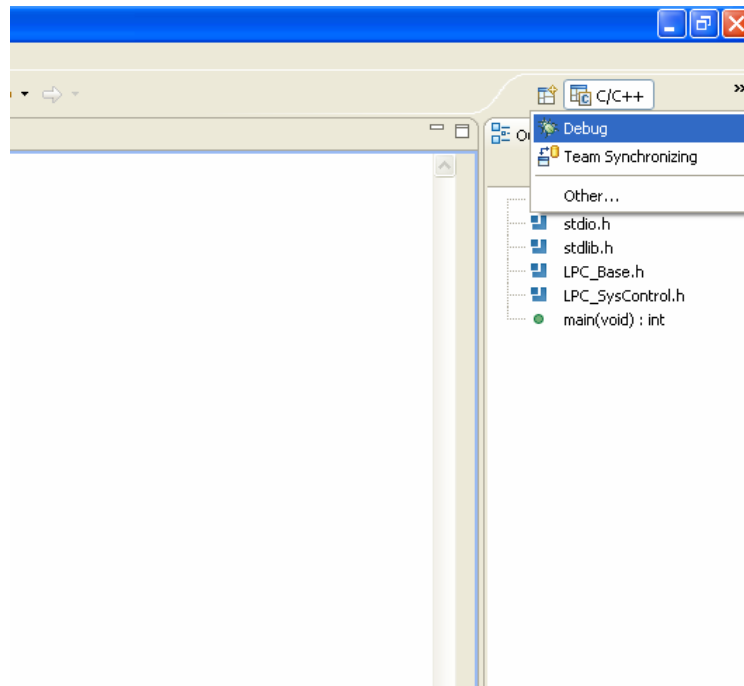 C/C++
»
Debug
Team Synchronizing
Other...
stdio.h
stdlib.h
LPC_Base.h
LPC_SysControl.h
main(void) : int